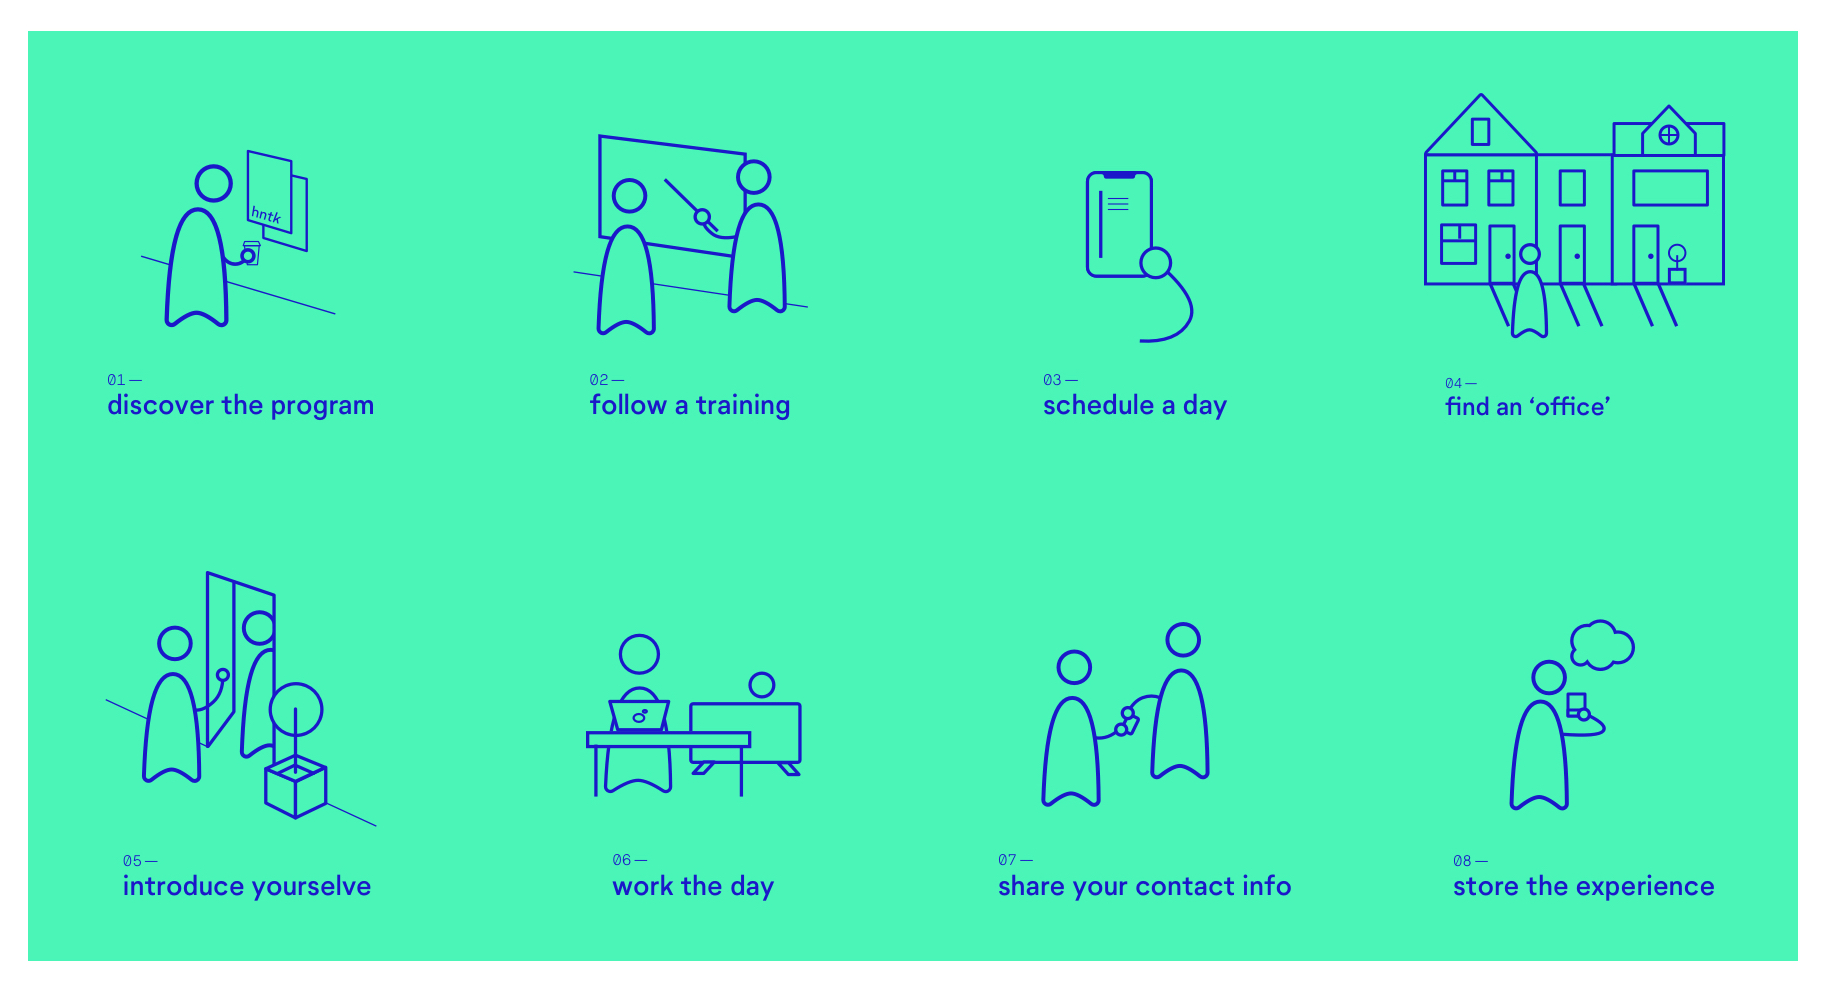 hntk
01—
discover the program
02—
follow a training
03—
schedule a day
04—
find an ‘office’
05—
introduce yourselve
06—
work the day
07—
share your contact info
08—
store the experience